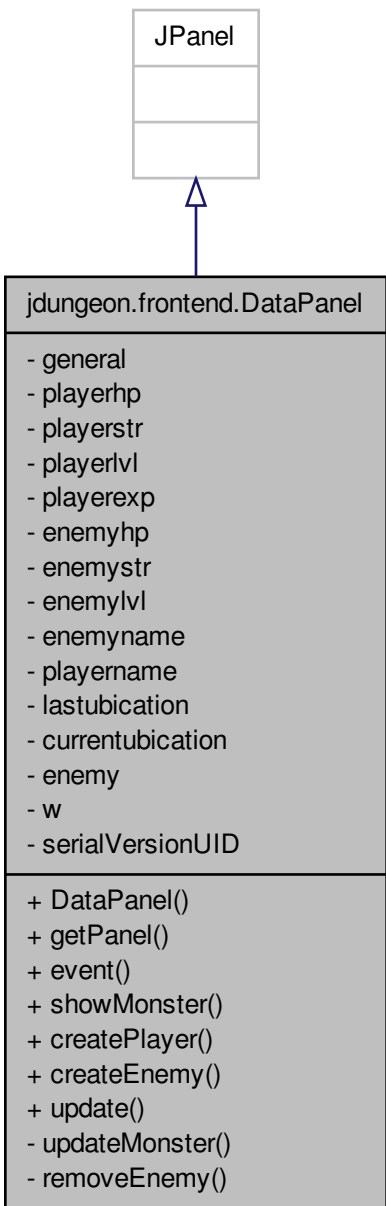 JPanel
jdungeon.frontend.DataPanel
- general
- playerhp
- playerstr
- playerlvl
- playerexp
- enemyhp
- enemystr
- enemylvl
- enemyname
- playername
- lastubication
- currentubication
- enemy
- w
- serialVersionUID
+ DataPanel()
+ getPanel()
+ event()
+ showMonster()
+ createPlayer()
+ createEnemy()
+ update()
- updateMonster()
- removeEnemy()